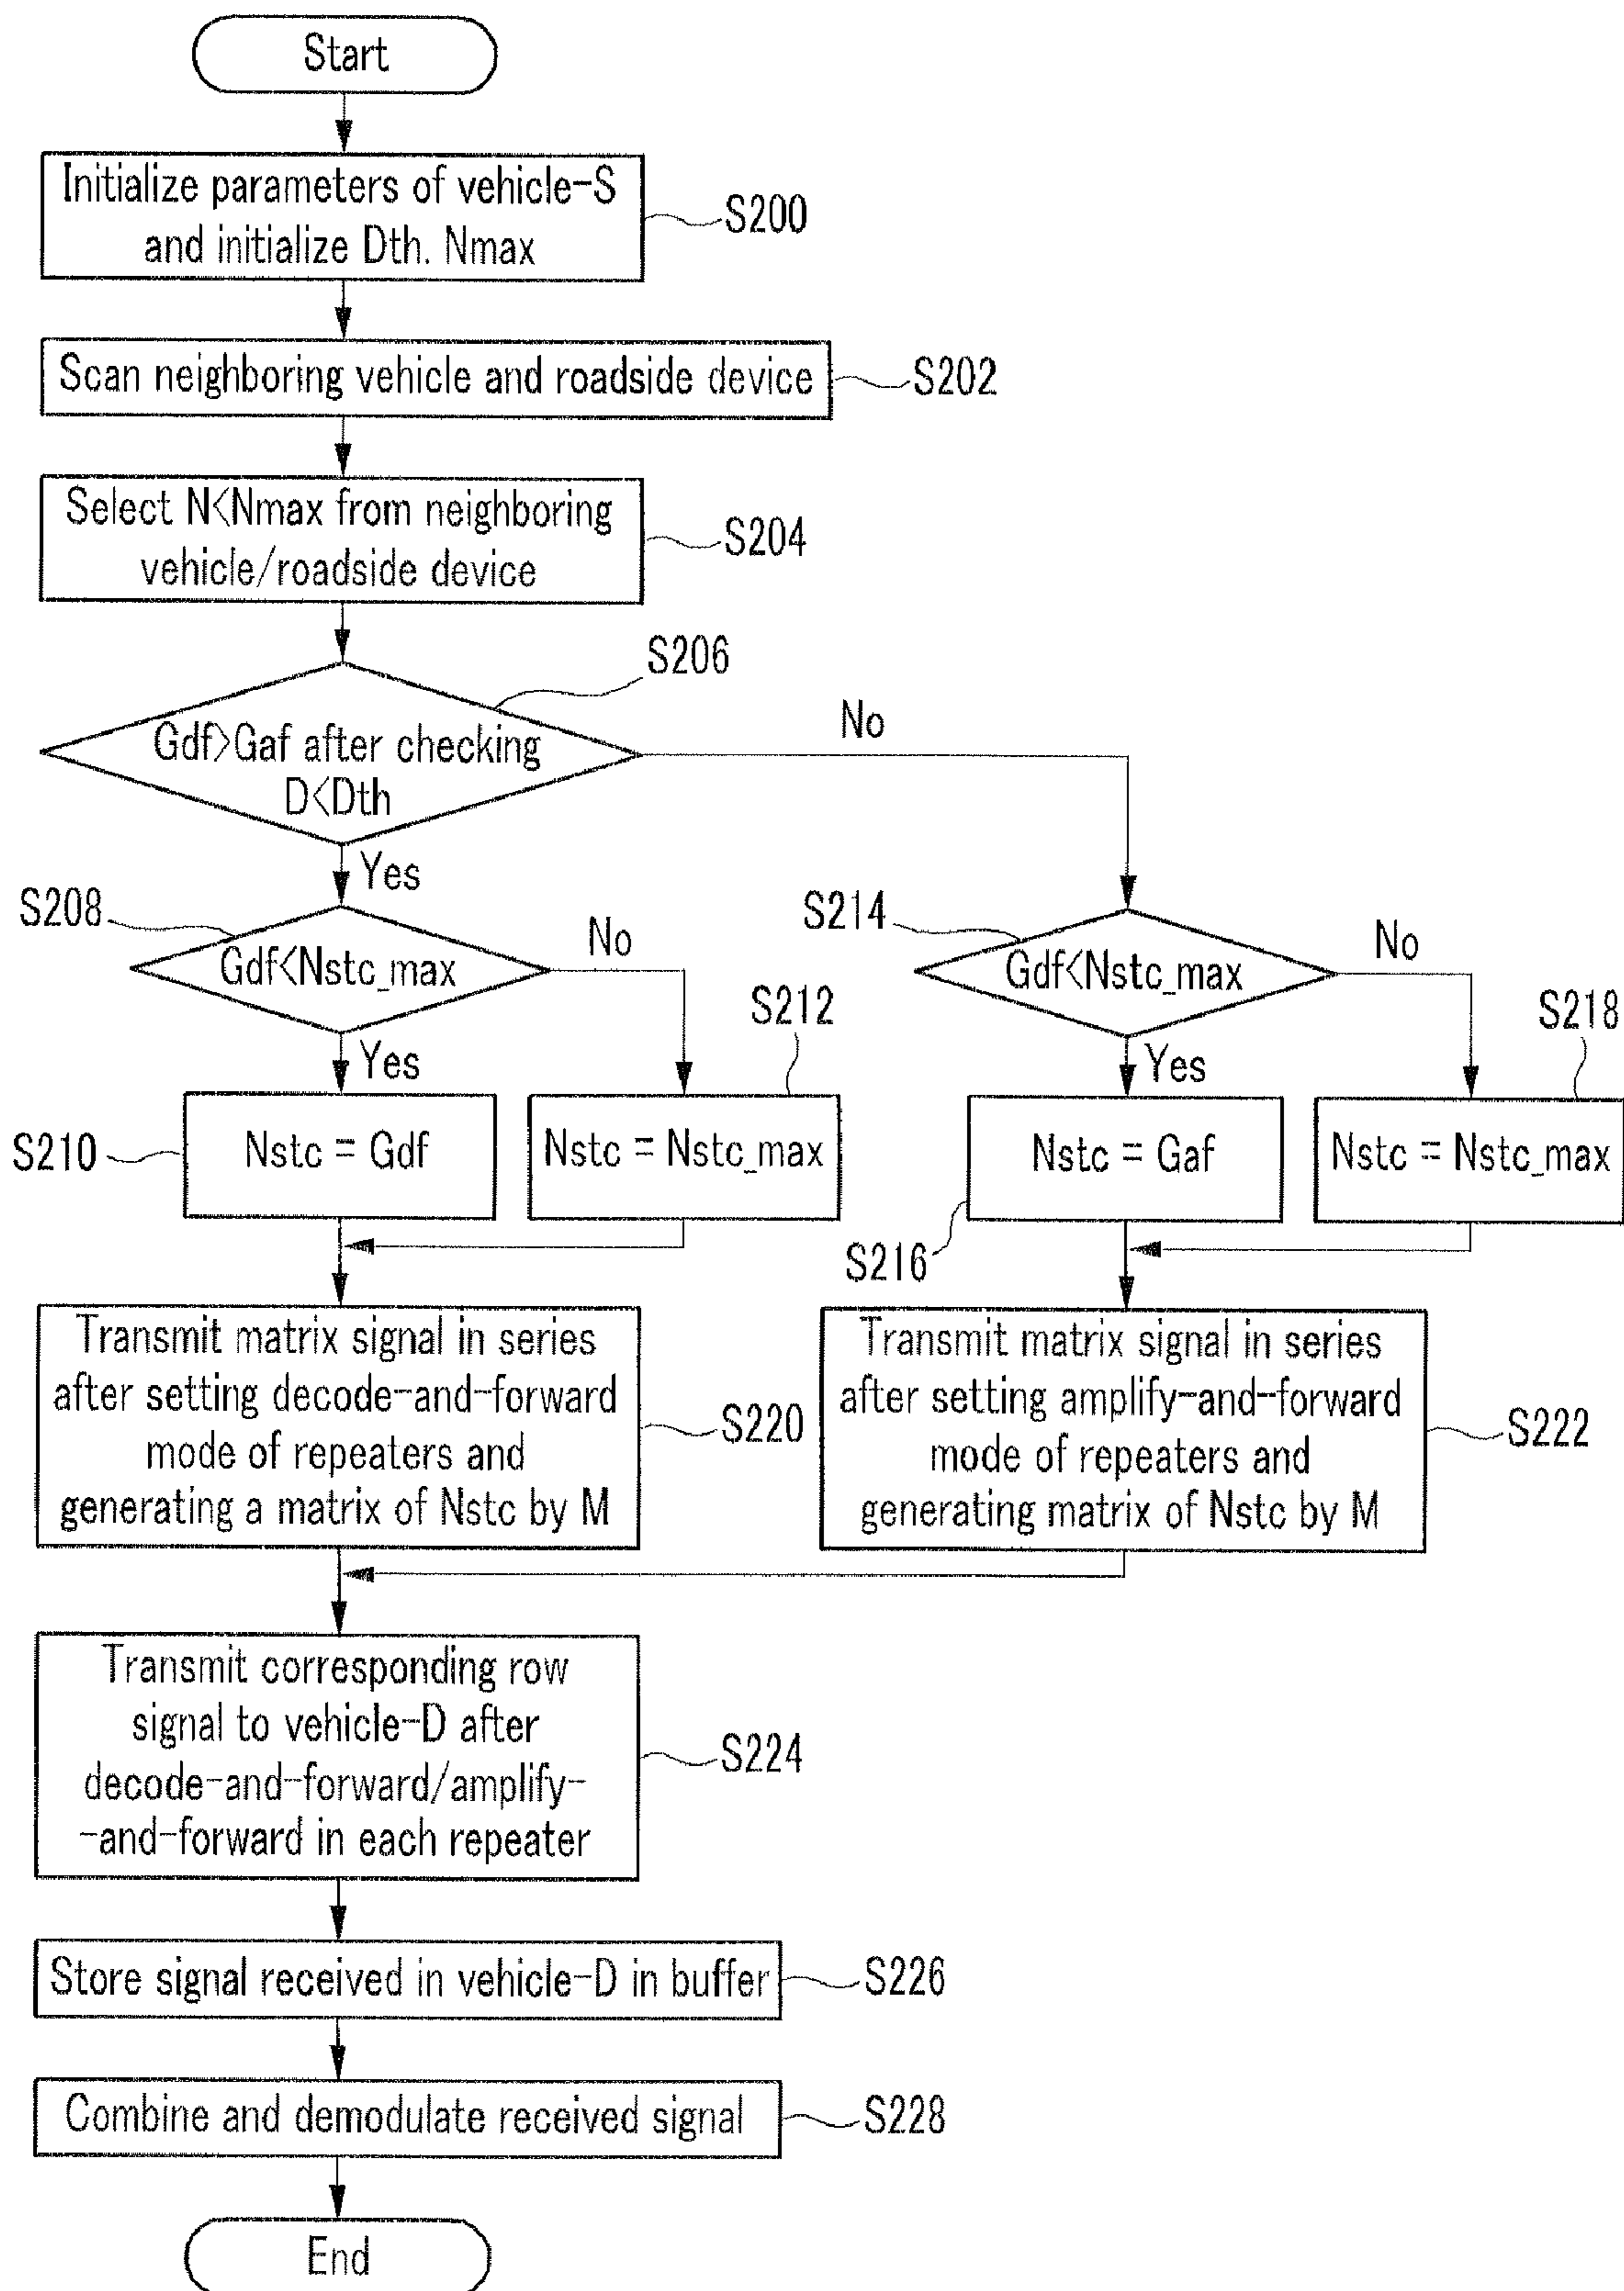 Start
Initialize parameters of vehicle-S
and initialize Dth. Nmax
S200
Scan neighboring vehicle and roadside device
S202
Select N<Nmax from neighboring
vehicle/roadside device
S204
S206
Gdf>Gaf after checking
D<Dth
No
Yes
S208
Gdf<Nstc_max
No
S214
Gdf<Nstc_max
No
Yes
S212
Yes
S218
S210
Nstc = Gdf
Nstc = Nstc_max
Nstc = Gaf
Nstc = Nstc_max
S216
Transmit matrix signal in series
after setting decode-and-forward
mode of repeaters and
generating a matrix of Nstc by M
S220
Transmit matrix signal in series
after setting amplify-and-forward
mode of repeaters and
generating matrix of Nstc by M
S222
Transmit corresponding row
signal to vehicle-D after
decode-and-forward/amplify-
-and-forward in each repeater
S224
Store signal received in vehicle-D in buffer
S226
Combine and demodulate received signal
S228
End